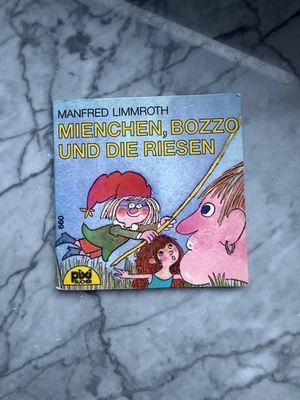 MANFRED LIMMROTH
MIENCHEN, BOZZO
UND DIE RIESEN
660
pixi
BÜCHER